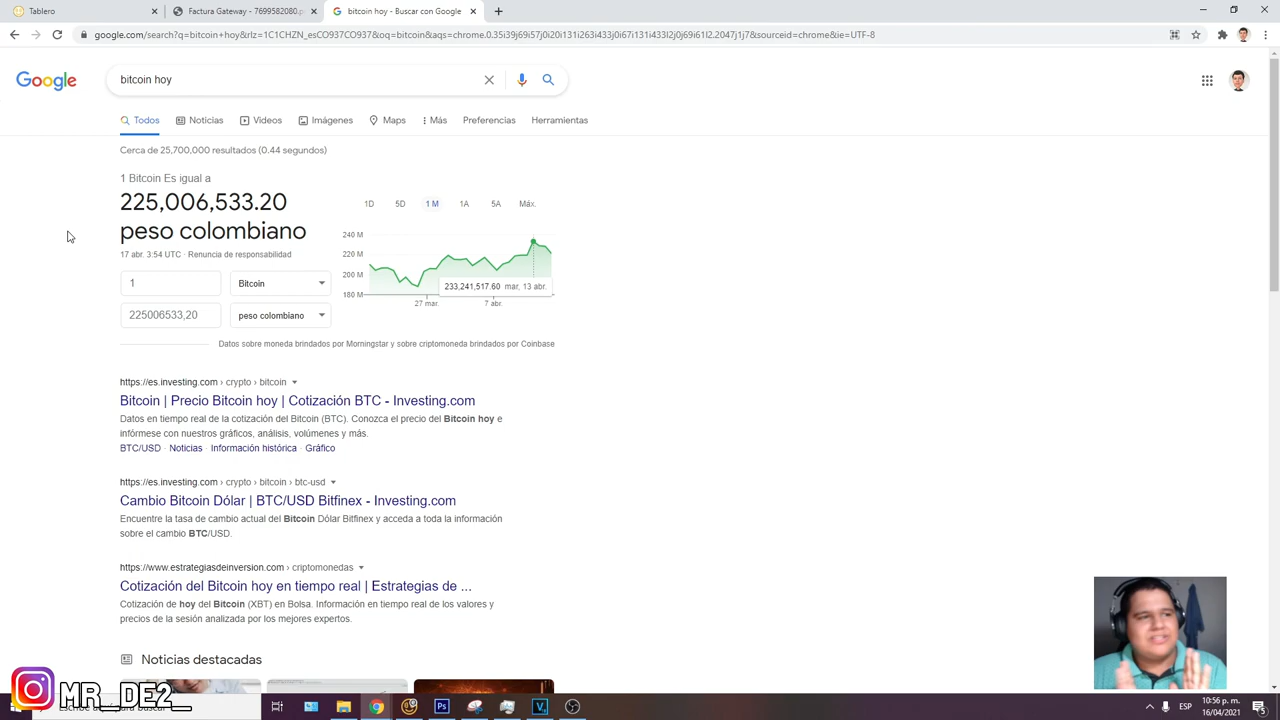 Tablero
Factura Gateway - 7699582080.p
bitcoin hoy - Buscar con Google
google.com/search?q=bitcoin+hoy&rlz=1C1CHZN_esCO937CO937&oq=bitcoin&aqs=chrome.0.35i39j69i57j0i20i131i263i433j0i67i131i433l2j0j69i61l2.2047j1j7&sourceid=chrome&ie=UTF-8
Google
bitcoin hoy
Todos
Noticias
Videos
Imágenes
Maps
Más
Preferencias
Herramientas
Cerca de 25,700,000 resultados (0.44 segundos)
1 Bitcoin Es igual a
225,006,533.20
peso colombiano
17 abr. 3:54 UTC · Renuncia de responsabilidad
1D 5D 1 M 1A 5A Máx.
240 M
220 M
200 M
180 M
233,241,517.60 mar, 13 abr.
27 mar. 7 abr.
1 Bitcoin
225006533,20 peso colombiano
Datos sobre moneda brindados por Morningstar y sobre criptomoneda brindados por Coinbase
https://es.investing.com › crypto › bitcoin
Bitcoin | Precio Bitcoin hoy | Cotización BTC - Investing.com
Datos en tiempo real de la cotización del Bitcoin (BTC). Conozca el precio del Bitcoin hoy e
infórmese con nuestros gráficos, análisis, volúmenes y más.
BTC/USD · Noticias · Información histórica · Gráfico
https://es.investing.com › crypto › bitcoin › btc-usd
Cambio Bitcoin Dólar | BTC/USD Bitfinex - Investing.com
Encuentre la tasa de cambio actual del Bitcoin Dólar Bitfinex y acceda a toda la información
sobre el cambio BTC/USD.
https://www.estrategiasdeinversion.com › criptomonedas
Cotización del Bitcoin hoy en tiempo real | Estrategias de ...
Cotización de hoy del Bitcoin (XBT) en Bolsa. Información en tiempo real de los valores y
precios de la sesión analizada por los mejores expertos.
Noticias destacadas
MR_DE2_
ESP
10:56 p. m.
16/04/2021